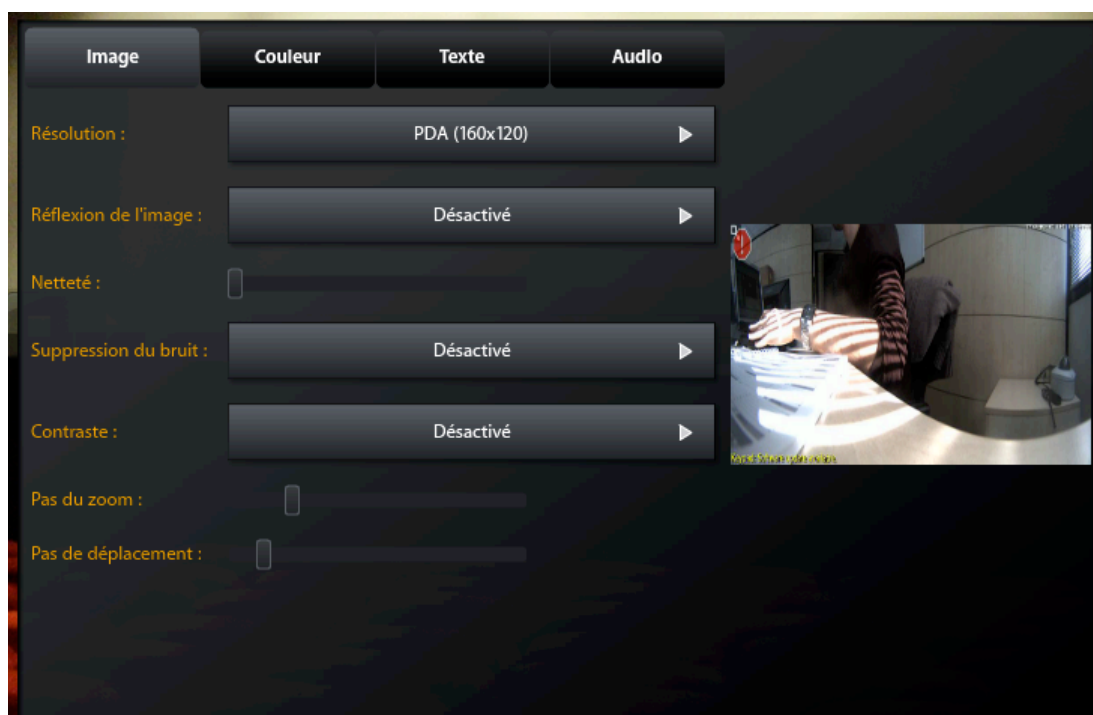 Image Couleur Texte Audio
Résolution : PDA (160x120)
Réflexion de l'image : Désactivé
Netteté :
Suppression du bruit : Désactivé
Contraste : Désactivé
Pas du zoom :
Pas de déplacement :